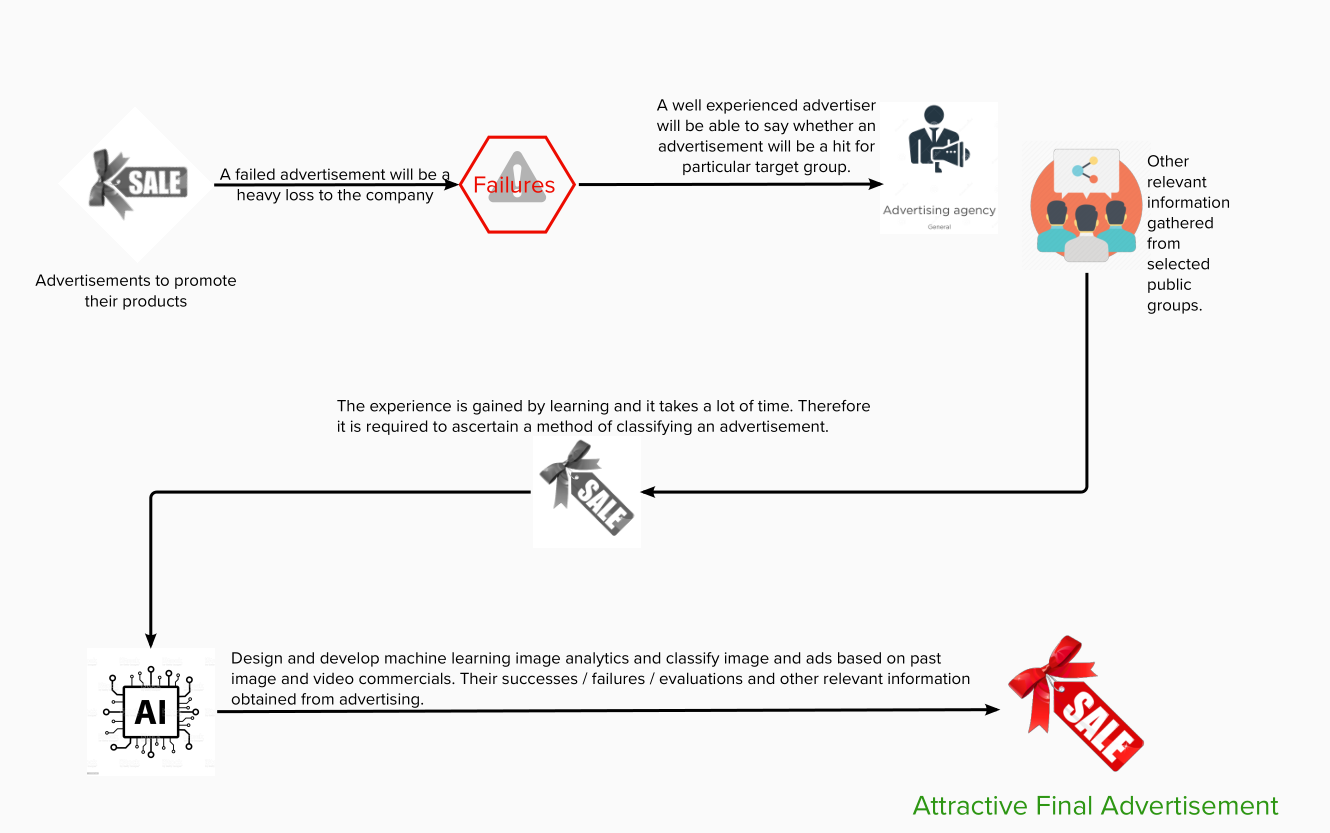 SALE
A failed advertisement will be a
heavy loss to the company
Advertisements to promote
their products
Failures
A well experienced advertiser
will be able to say whether an
advertisement will be a hit for
particular target group.
Advertising agency
General
Other
relevant
information
gathered
from
selected
public
groups.
The experience is gained by learning and it takes a lot of time. Therefore
it is required to ascertain a method of classifying an advertisement.
SALE
AI
Design and develop machine learning image analytics and classify image and ads based on past
image and video commercials. Their successes / failures / evaluations and other relevant information
obtained from advertising.
SALE
Attractive Final Advertisement